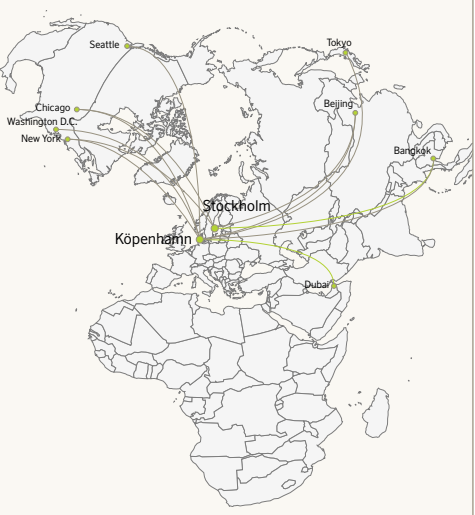 Tokyo
Seattle
Beijing
Chicago
Washington D.C.
New York
Bangkok
Stockholm
Köpenhamn
Dubai